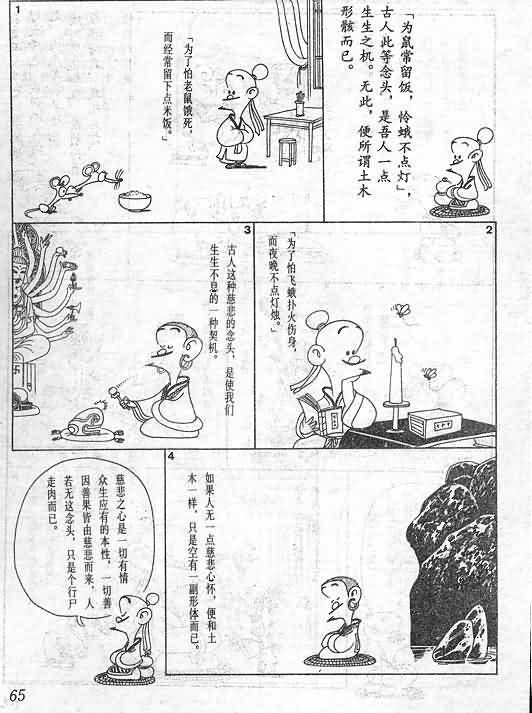 「为鼠常留饭，怜蛾不点灯」，
古人此等念头，是吾人一点
生生之机。无此，便所谓土木
形骸而已。
1
「为了怕老鼠饿死，
而经常留下点米饭。」
2
「为了怕飞蛾扑火伤身，
而夜晚不点灯烛。」
3
古人这种慈悲的念头，是使我们
生生不息的一种契机。
4
如果人无一点慈悲心怀，便和土
木一样，只是空有一副形体而已。
慈悲之心是一切有情
众生应有的本性，一切善
因善果皆由慈悲而来，人
若无这念头，只是个行尸
走肉而已。
65